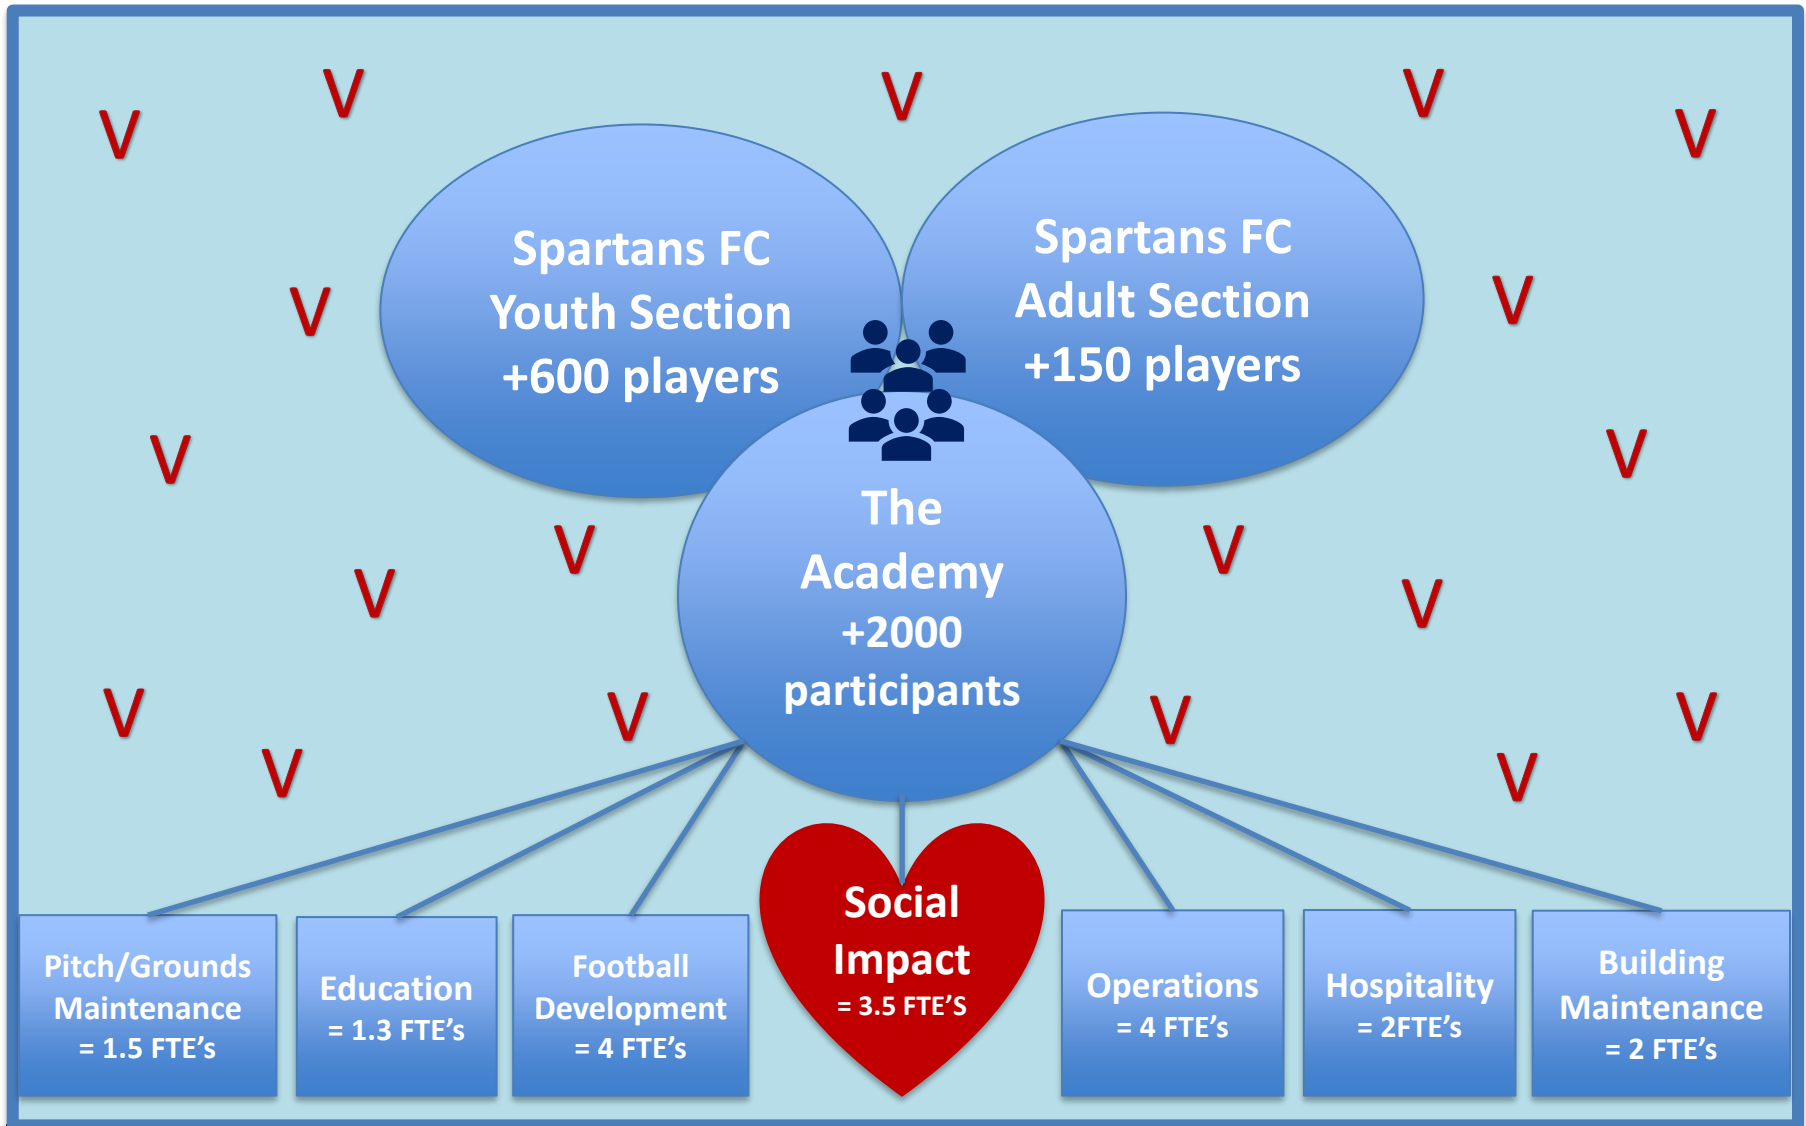 V
V
V
V
V
Spartans FC
Youth Section
+600 players
Spartans FC
Adult Section
+150 players
V
V
V
V
V
V
V
V
The
Academy
+2000
participants
V
V
V
V
V
V
Pitch/Grounds
Maintenance
= 1.5 FTE’s
Education
= 1.3 FTE’s
Football
Development
= 4 FTE’s
Social
Impact
= 3.5 FTE’S
Operations
= 4 FTE’s
Hospitality
= 2FTE’s
Building
Maintenance
= 2 FTE’s